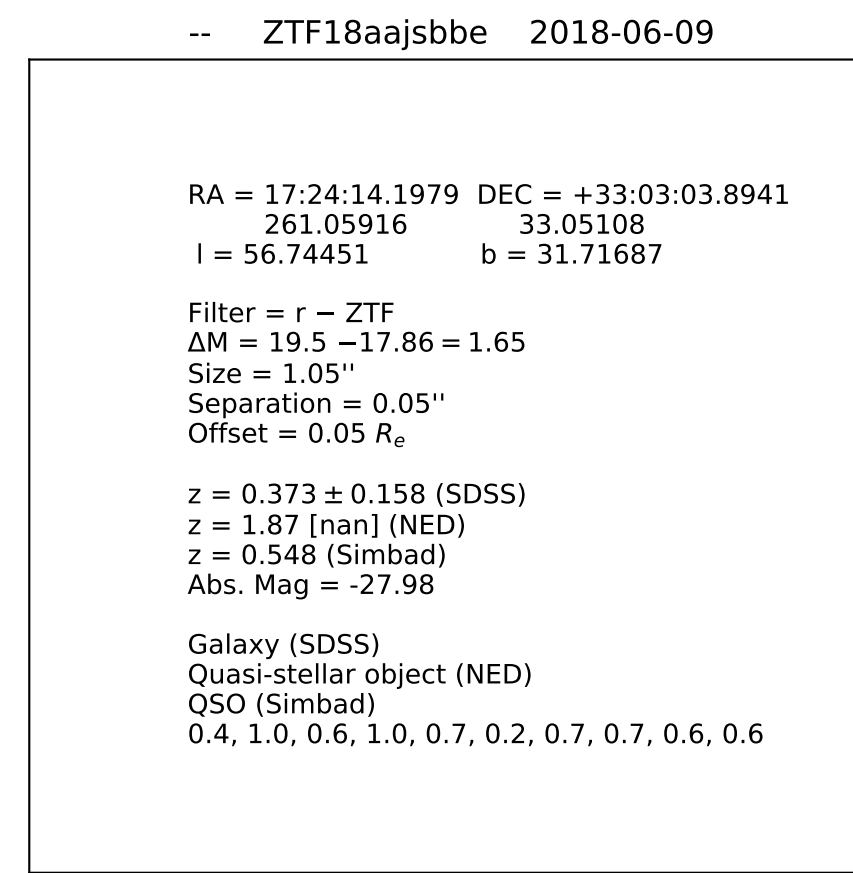 -- ZTF18aajsbbe 2018-06-09
RA = 17:24:14.1979 DEC = +33:03:03.8941
261.05916 33.05108
l = 56.74451 b = 31.71687
Filter = r − ZTF
ΔM = 19.5 −17.86 = 1.65
Size = 1.05''
Separation = 0.05''
Offset = 0.05 Re
z = 0.373 ± 0.158 (SDSS)
z = 1.87 [nan] (NED)
z = 0.548 (Simbad)
Abs. Mag = -27.98
Galaxy (SDSS)
Quasi-stellar object (NED)
QSO (Simbad)
0.4, 1.0, 0.6, 1.0, 0.7, 0.2, 0.7, 0.7, 0.6, 0.6